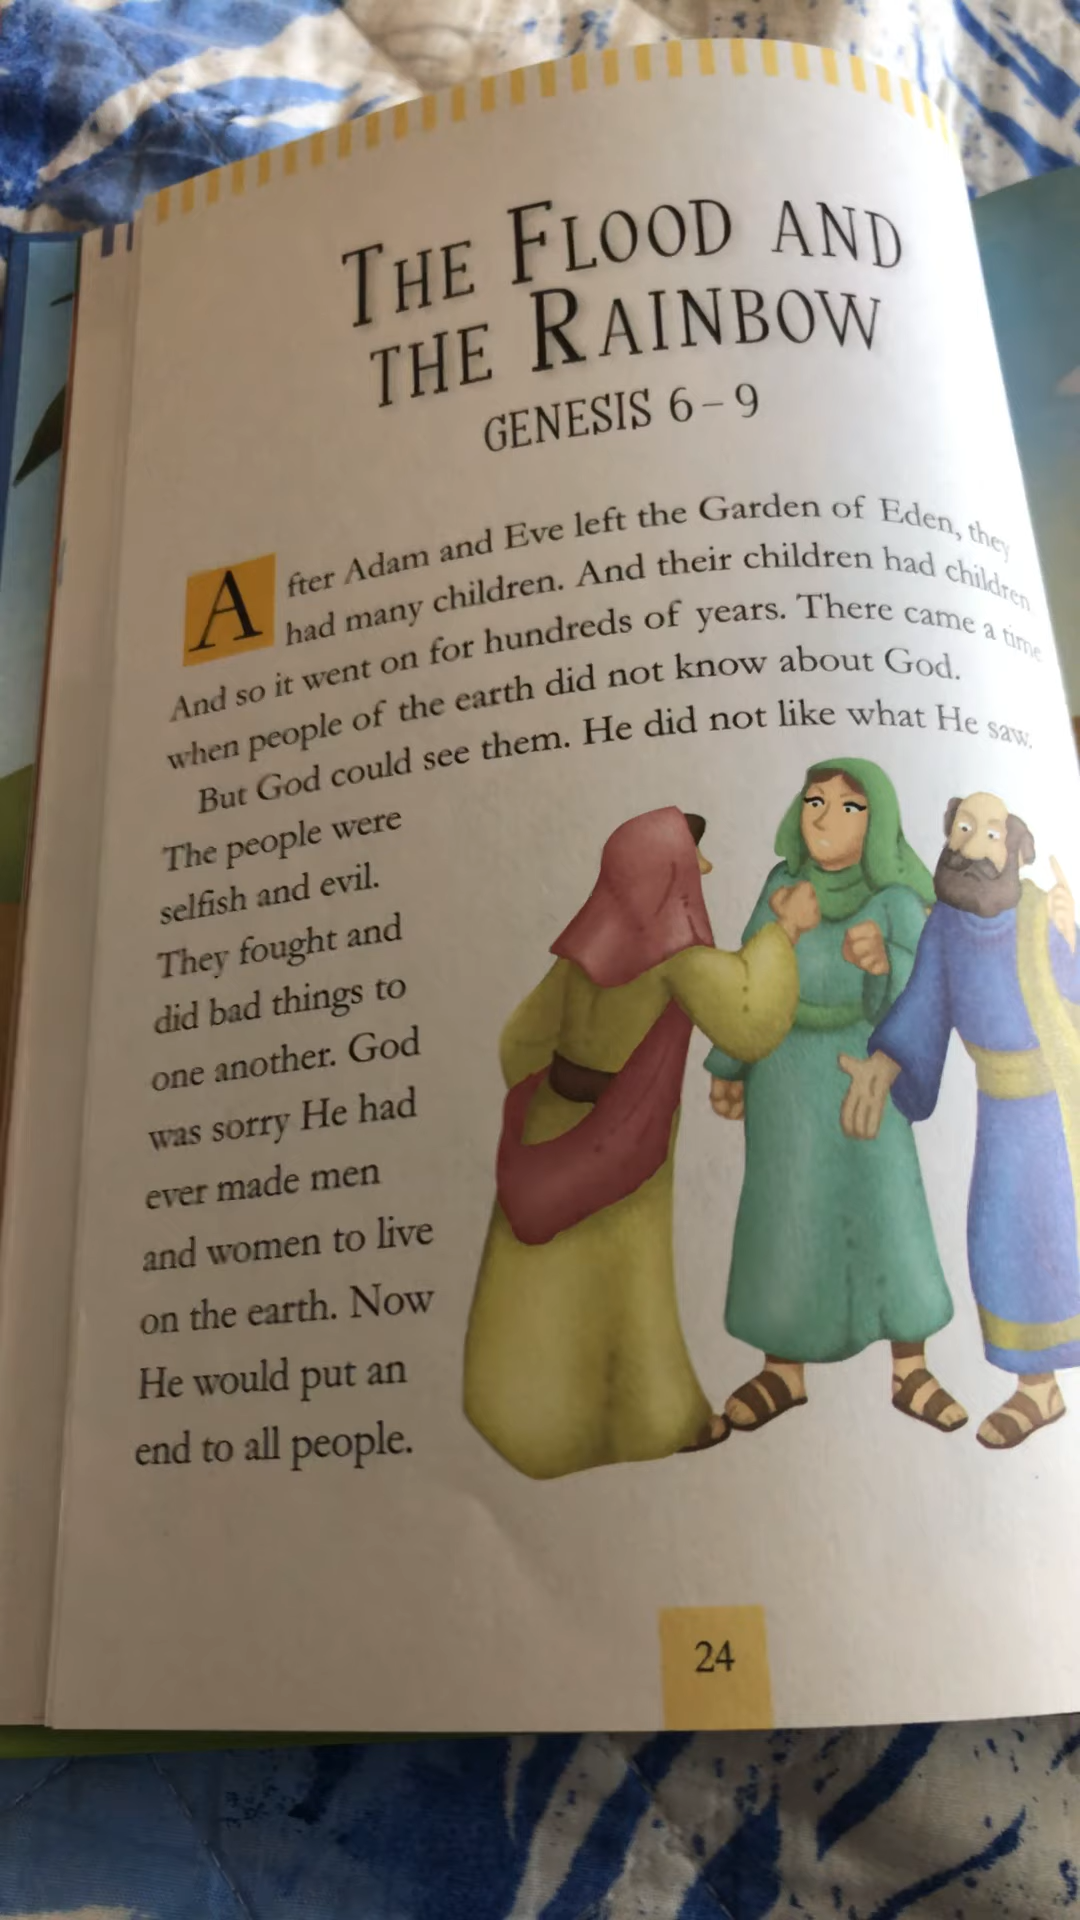 THE FLOOD AND
THE RAINBOW
GENESIS 6 – 9
After Adam and Eve left the Garden of Eden, they
had many children. And their children had children
And so it went on for hundreds of years. There came a time
when people of the earth did not know about God.
But God could see them. He did not like what He saw.
The people were
selfish and evil.
They fought and
did bad things to
one another. God
was sorry He had
ever made men
and women to live
on the earth. Now
He would put an
end to all people.
24